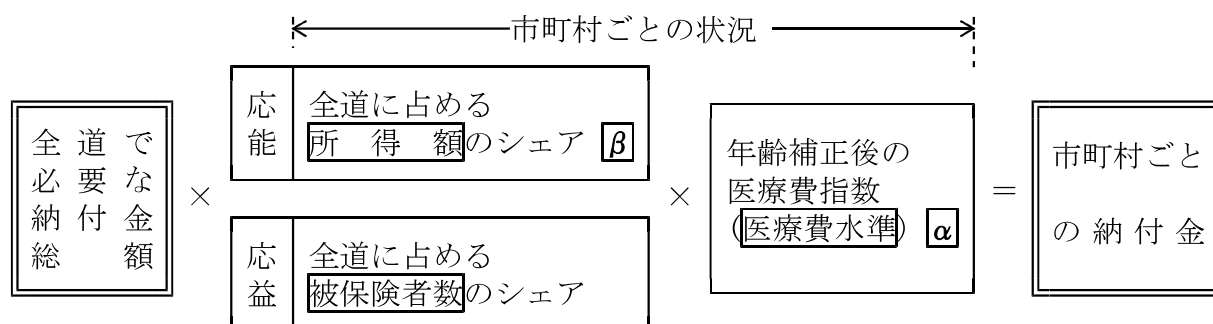 市町村ごとの状況
全道で
必要な
納付金
総額
×
応能
全道に占める
所得額のシェア β
応益
全道に占める
被保険者数のシェア
×
年齢補正後の
医療費指数
(医療費水準) α
＝
市町村ごと
の納付金